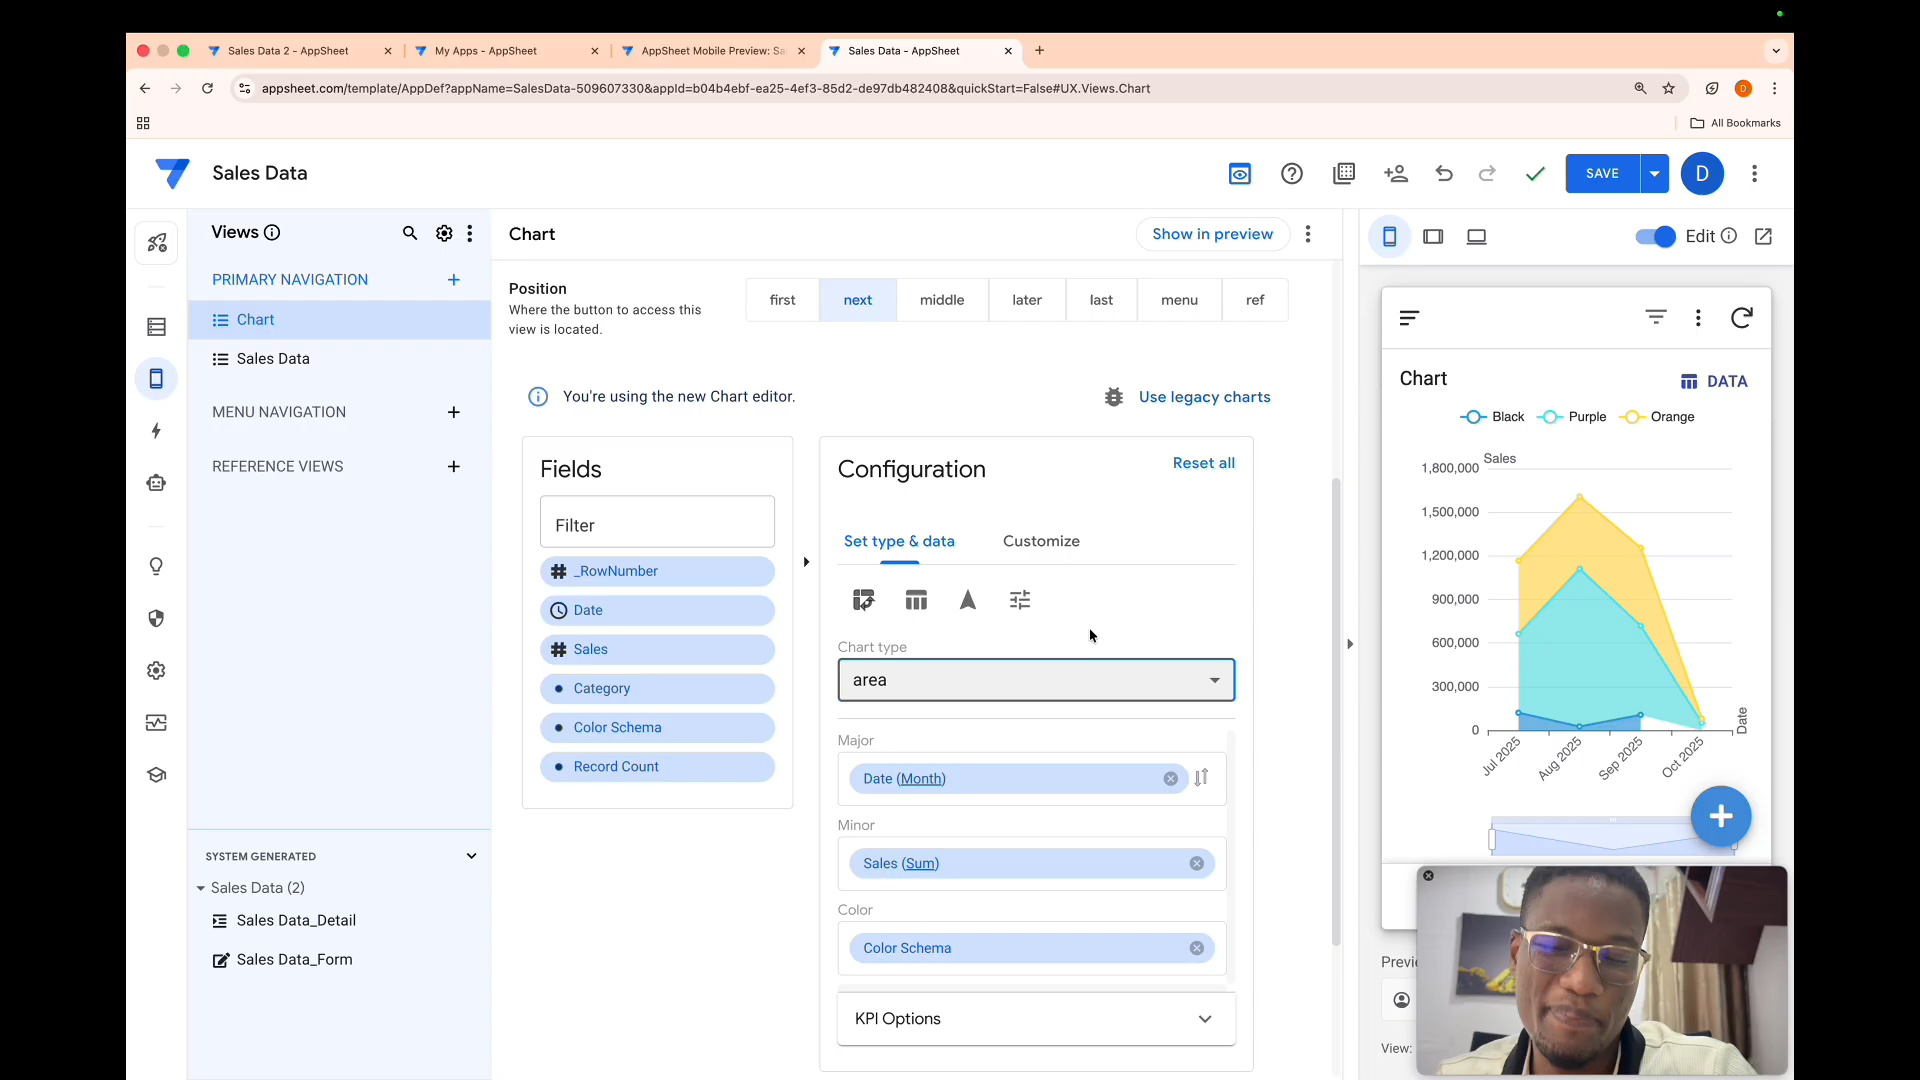 Sales Data 2 - AppSheet
My Apps - AppSheet
AppSheet Mobile Preview: Sa
Sales Data - AppSheet
appsheet.com/template/AppDef?appName=SalesData-509607330&appId=b04b4ebf-ea25-4ef3-85d2-de97db482408&quickStart=False#UX.Views.Chart
D
All Bookmarks
Sales Data
SAVE
D
Views
Chart
Show in preview
Edit
PRIMARY NAVIGATION
Chart
Sales Data
MENU NAVIGATION
REFERENCE VIEWS
SYSTEM GENERATED
Sales Data (2)
Sales Data_Detail
Sales Data_Form
Position
Where the button to access this
view is located.
first
next
middle
later
last
menu
ref
You're using the new Chart editor.
Use legacy charts
Fields
Filter
_RowNumber
Date
Sales
Category
Color Schema
Record Count
Configuration
Reset all
Set type & data
Customize
Chart type
area
Major
Date (Month)
Minor
Sales (Sum)
Color
Color Schema
KPI Options
Chart
DATA
Black
Purple
Orange
Sales
1,800,000
1,500,000
1,200,000
900,000
600,000
300,000
0
Date
Jul 2025
Aug 2025
Sep 2025
Oct 2025
View: